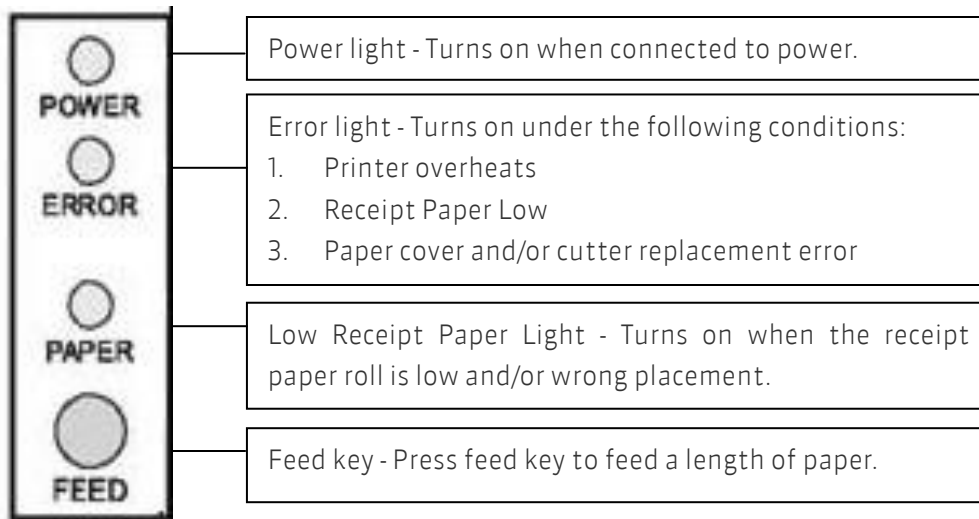 POWER
Power light - Turns on when connected to power.
ERROR
Error light - Turns on under the following conditions:
1. Printer overheats
2. Receipt Paper Low
3. Paper cover and/or cutter replacement error
PAPER
Low Receipt Paper Light - Turns on when the receipt
paper roll is low and/or wrong placement.
FEED
Feed key - Press feed key to feed a length of paper.